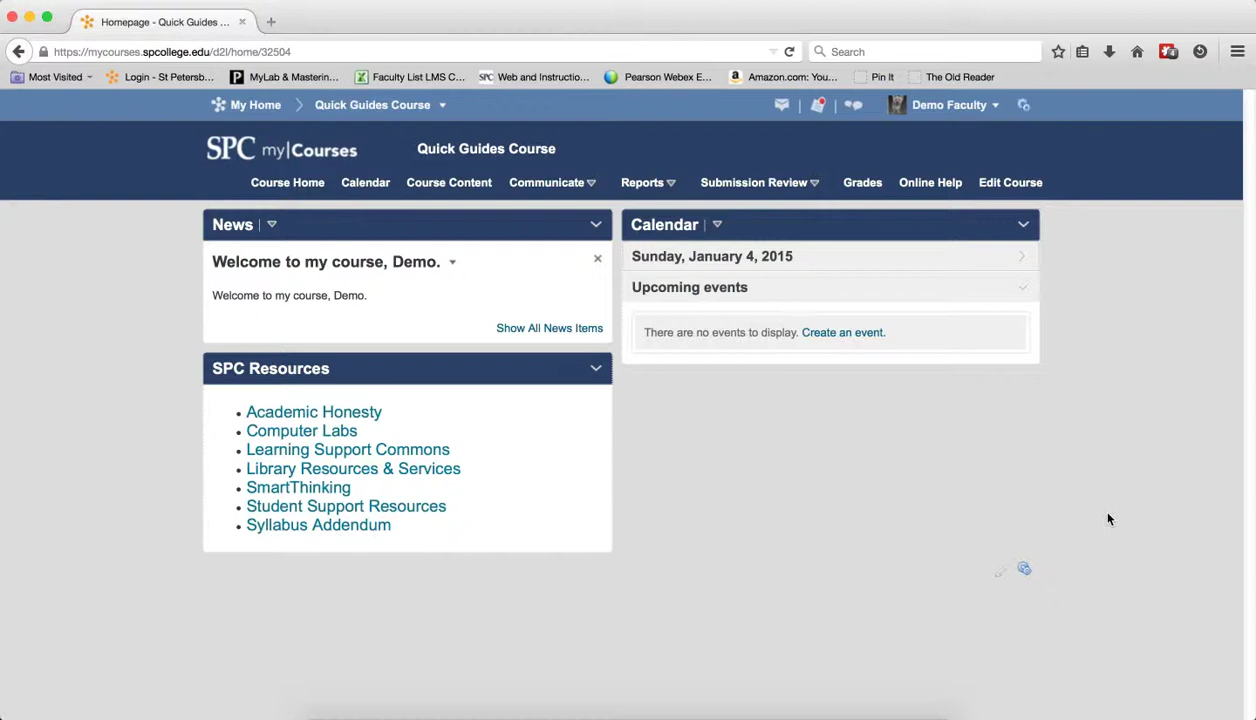 Homepage - Quick Guides ...
https://mycourses.spcollege.edu/d2l/home/32504
Search
Most Visited
Login - St Petersb...
MyLab & Masterin...
Faculty List LMS C...
SPC Web and Instructio...
Pearson Webex E...
Amazon.com: You...
Pin It
The Old Reader
My Home
Quick Guides Course
Demo Faculty
SPC my|Courses
Quick Guides Course
Course Home
Calendar
Course Content
Communicate
Reports
Submission Review
Grades
Online Help
Edit Course
News
Welcome to my course, Demo.
Welcome to my course, Demo.
Show All News Items
SPC Resources
Academic Honesty
Computer Labs
Learning Support Commons
Library Resources & Services
SmartThinking
Student Support Resources
Syllabus Addendum
Calendar
Sunday, January 4, 2015
Upcoming events
There are no events to display. Create an event.